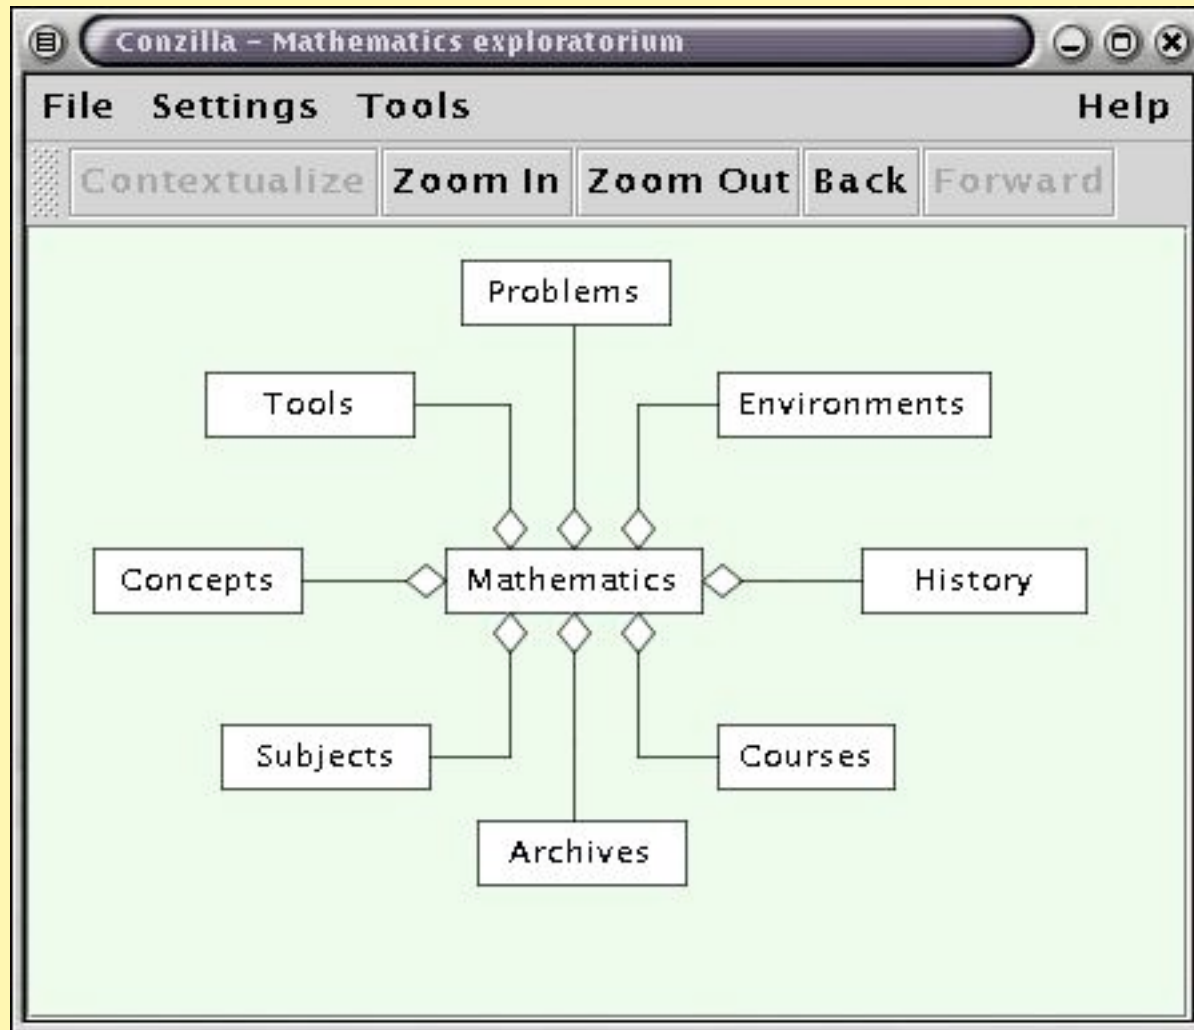 Conzilla – Mathematics exploratorium
File Settings Tools Help
Contextualize Zoom In Zoom Out Back Forward
Problems
Tools Environments
Concepts Mathematics History
Subjects Courses
Archives